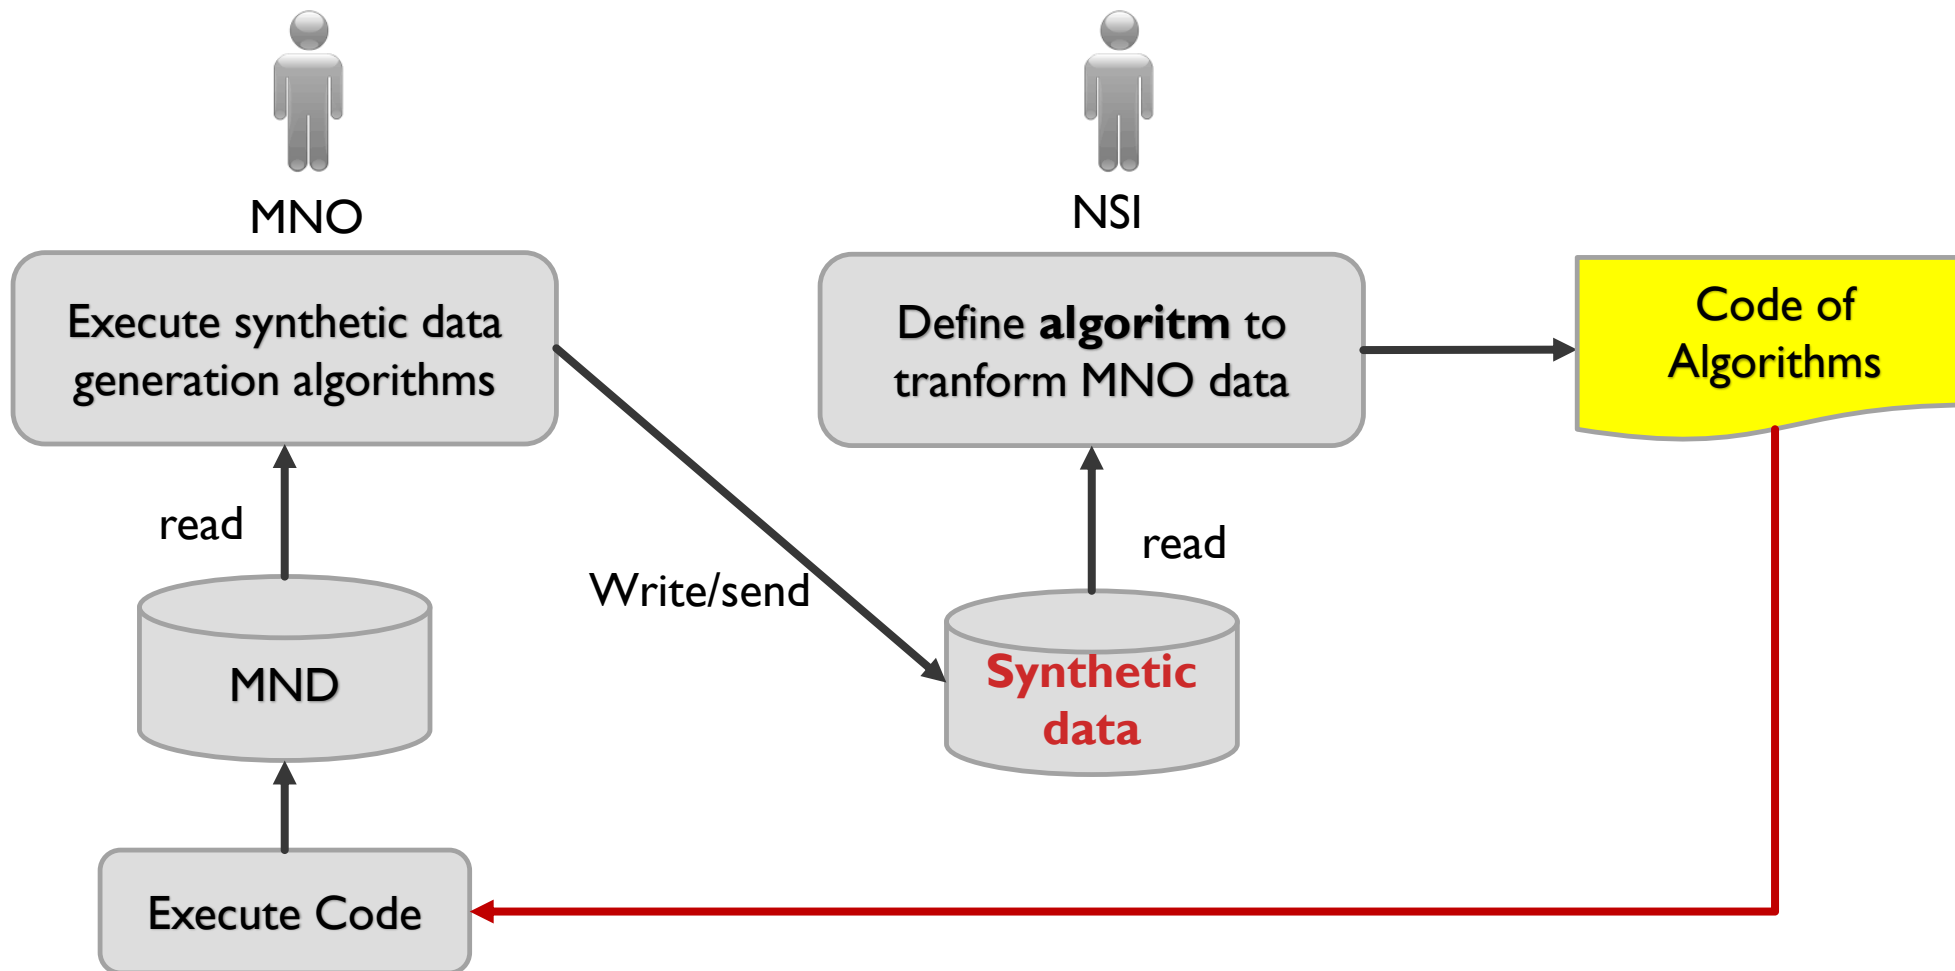 MNO
NSI
Execute synthetic data
generation algorithms
Define algoritm to
tranform MNO data
Code of
Algorithms
read
read
Write/send
MND
Synthetic
data
Execute Code